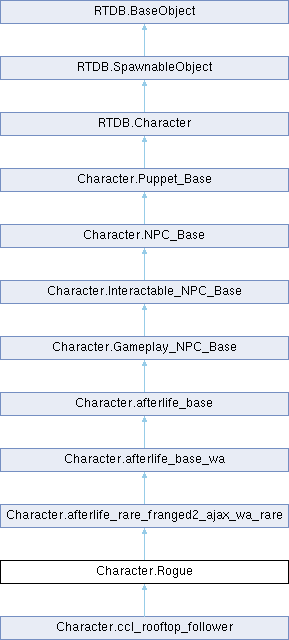 RTDB.BaseObject
RTDB.SpawnableObject
RTDB.Character
Character.Puppet_Base
Character.NPC_Base
Character.Interactable_NPC_Base
Character.Gameplay_NPC_Base
Character.afterlife_base
Character.afterlife_base_wa
Character.afterlife_rare_franged2_ajax_wa_rare
Character.Rogue
Character.ccl_rooftop_follower